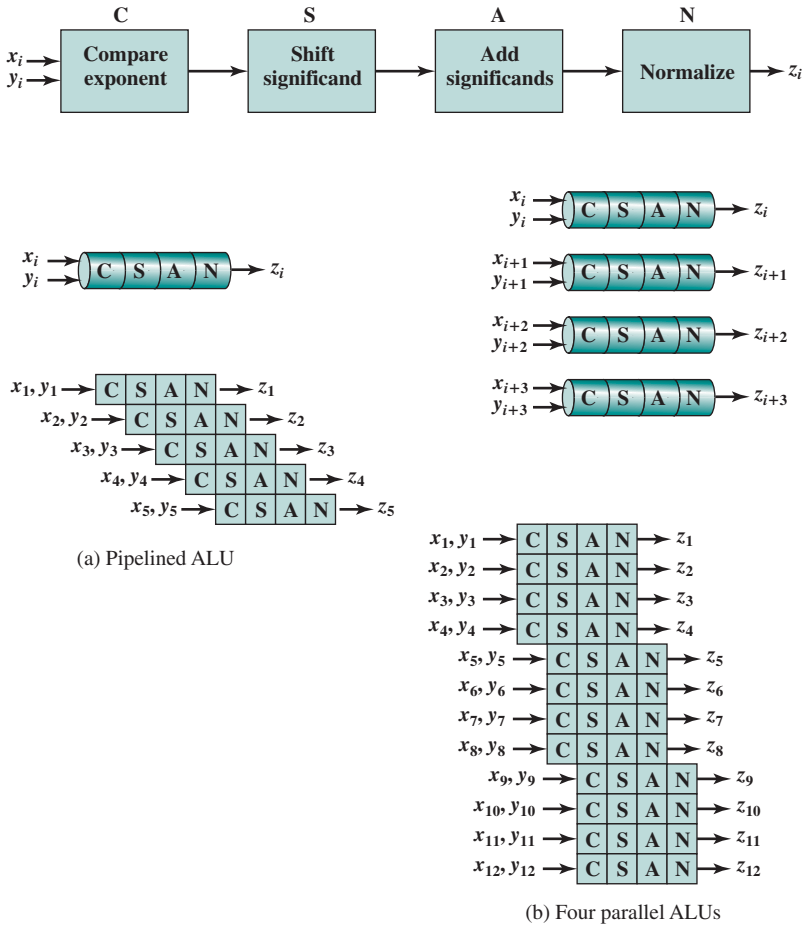 C S A N
x_i
y_i
Compare exponent
Shift significand
Add significands
Normalize
z_i
x_i
y_i
C S A N
z_i
x_1, y_1 C S A N z_1
x_2, y_2 C S A N z_2
x_3, y_3 C S A N z_3
x_4, y_4 C S A N z_4
x_5, y_5 C S A N z_5
(a) Pipelined ALU
x_i
y_i
C S A N
z_i
x_{i+1}
y_{i+1}
C S A N
z_{i+1}
x_{i+2}
y_{i+2}
C S A N
z_{i+2}
x_{i+3}
y_{i+3}
C S A N
z_{i+3}
x_1, y_1 C S A N z_1
x_2, y_2 C S A N z_2
x_3, y_3 C S A N z_3
x_4, y_4 C S A N z_4
x_5, y_5 C S A N z_5
x_6, y_6 C S A N z_6
x_7, y_7 C S A N z_7
x_8, y_8 C S A N z_8
x_9, y_9 C S A N z_9
x_10, y_10 C S A N z_10
x_11, y_11 C S A N z_11
x_12, y_12 C S A N z_12
(b) Four parallel ALUs